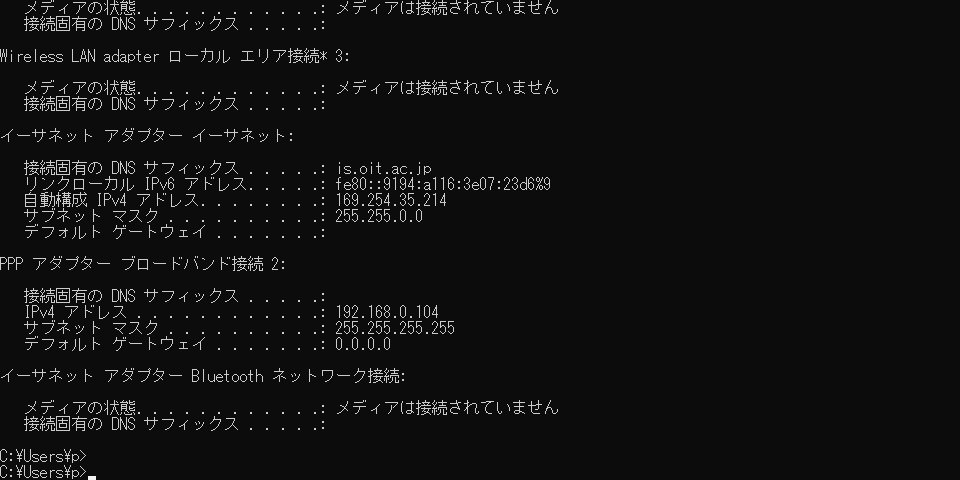 メディアの状態. . . . . . . . . . . .: メディアは接続されていません
接続固有の DNS サフィックス . . . . .:
Wireless LAN adapter ローカル エリア接続* 3:
メディアの状態. . . . . . . . . . . .: メディアは接続されていません
接続固有の DNS サフィックス . . . . .:
イーサネット アダプター イーサネット:
接続固有の DNS サフィックス . . . . .: is.oit.ac.jp
リンクローカル IPv6 アドレス. . . . .: fe80::9194:a116:3e07:23d6%9
自動構成 IPv4 アドレス. . . . . . . .: 169.254.35.214
サブネット マスク . . . . . . . . . .: 255.255.0.0
デフォルト ゲートウェイ . . . . . . .:
PPP アダプター ブロードバンド接続 2:
接続固有の DNS サフィックス . . . . .:
IPv4 アドレス . . . . . . . . . . . .: 192.168.0.104
サブネット マスク . . . . . . . . . .: 255.255.255.255
デフォルト ゲートウェイ . . . . . . .: 0.0.0.0
イーサネット アダプター Bluetooth ネットワーク接続:
メディアの状態. . . . . . . . . . . .: メディアは接続されていません
接続固有の DNS サフィックス . . . . .:
C:¥Users¥p>
C:¥Users¥p>